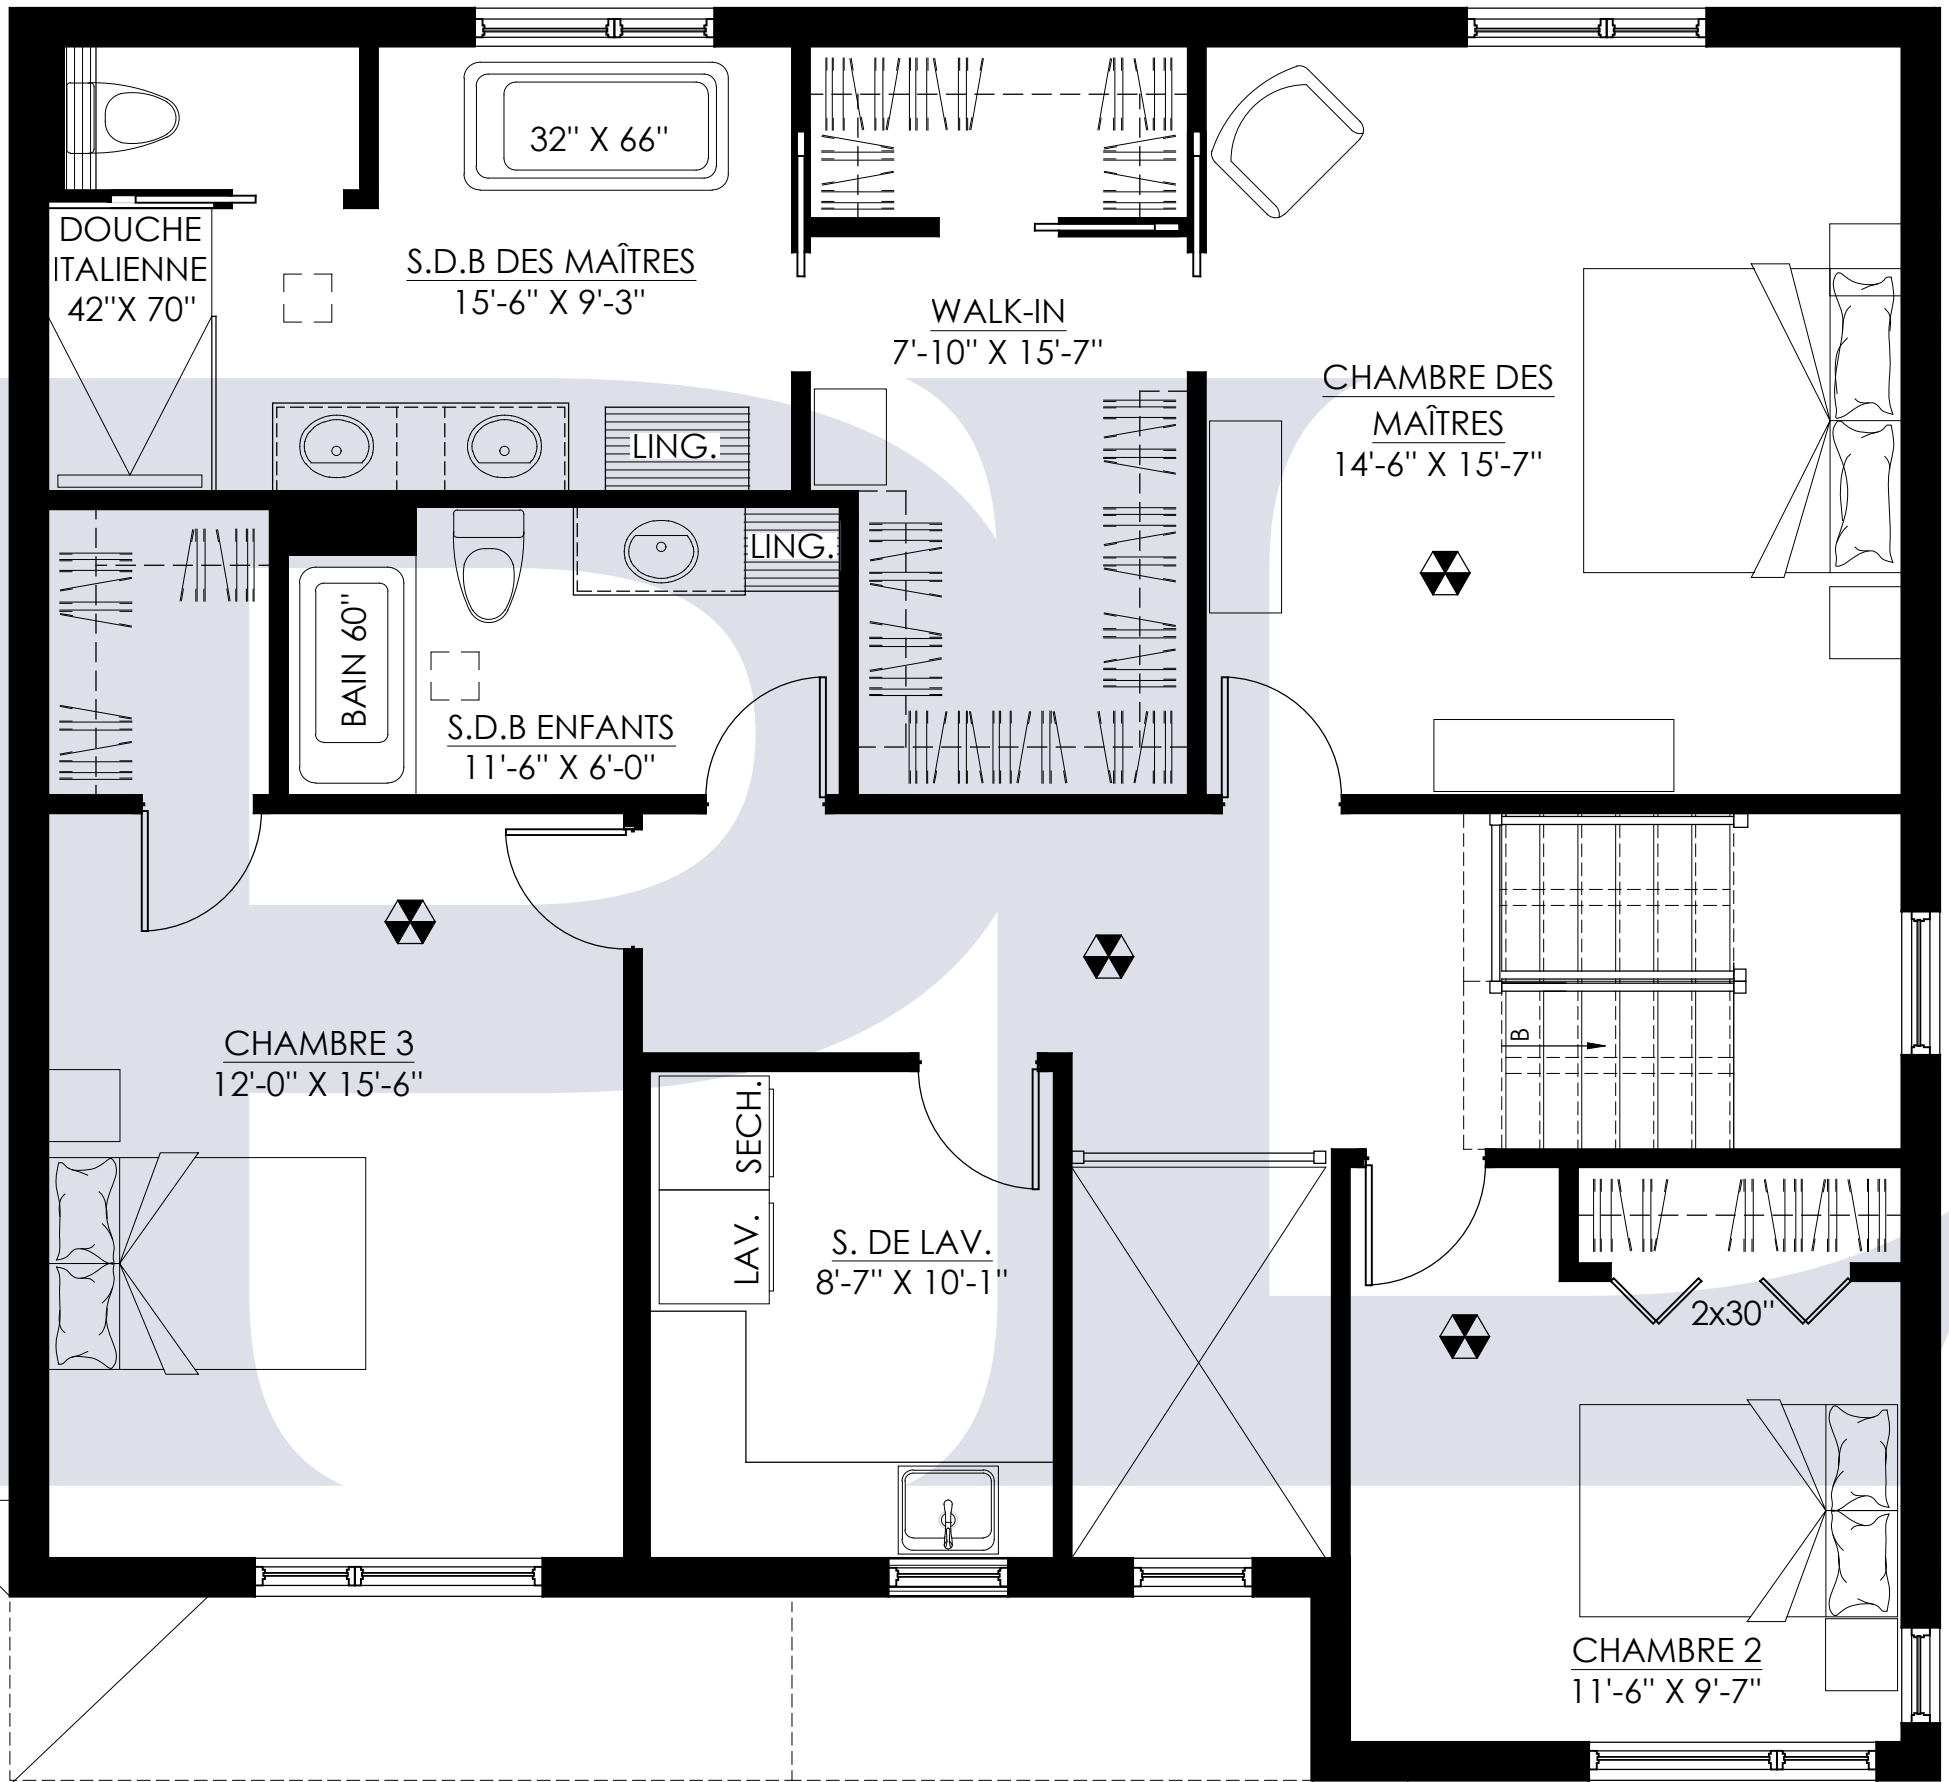 32" X 66"
DOUCHE
ITALIENNE
42"X 70"
S.D.B DES MAÎTRES
15'-6" X 9'-3"
WALK-IN
7'-10" X 15'-7"
CHAMBRE DES
MAÎTRES
14'-6" X 15'-7"
LING.
LING.
BAIN 60"
S.D.B ENFANTS
11'-6" X 6'-0"
CHAMBRE 3
12'-0" X 15'-6"
B
SECH.
LAV.
S. DE LAV.
8'-7" X 10'-1"
2x30"
CHAMBRE 2
11'-6" X 9'-7"